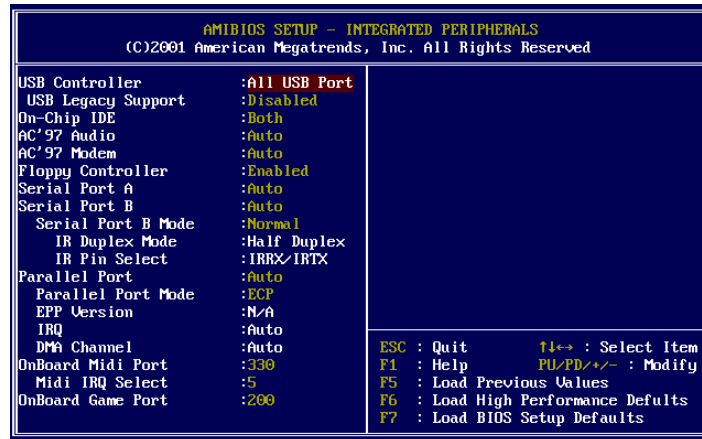 AMIBIOS SETUP – INTEGRATED PERIPHERALS
(C)2001 American Megatrends, Inc. All Rights Reserved
USB Controller :All USB Port
USB Legacy Support :Disabled
On-Chip IDE :Both
AC'97 Audio :Auto
AC'97 Modem :Auto
Floppy Controller :Enabled
Serial Port A :Auto
Serial Port B :Auto
Serial Port B Mode :Normal
IR Duplex Mode :Half Duplex
IR Pin Select :IRRX/IRTX
Parallel Port :Auto
Parallel Port Mode :ECP
EPP Version :N/A
IRQ :Auto
DMA Channel :Auto
OnBoard Midi Port :330
Midi IRQ Select :5
OnBoard Game Port :200
ESC : Quit ↑↓↔ : Select Item
F1 : Help PU/PD/+/- : Modify
F5 : Load Previous Values
F6 : Load High Performance Defults
F7 : Load BIOS Setup Defaults